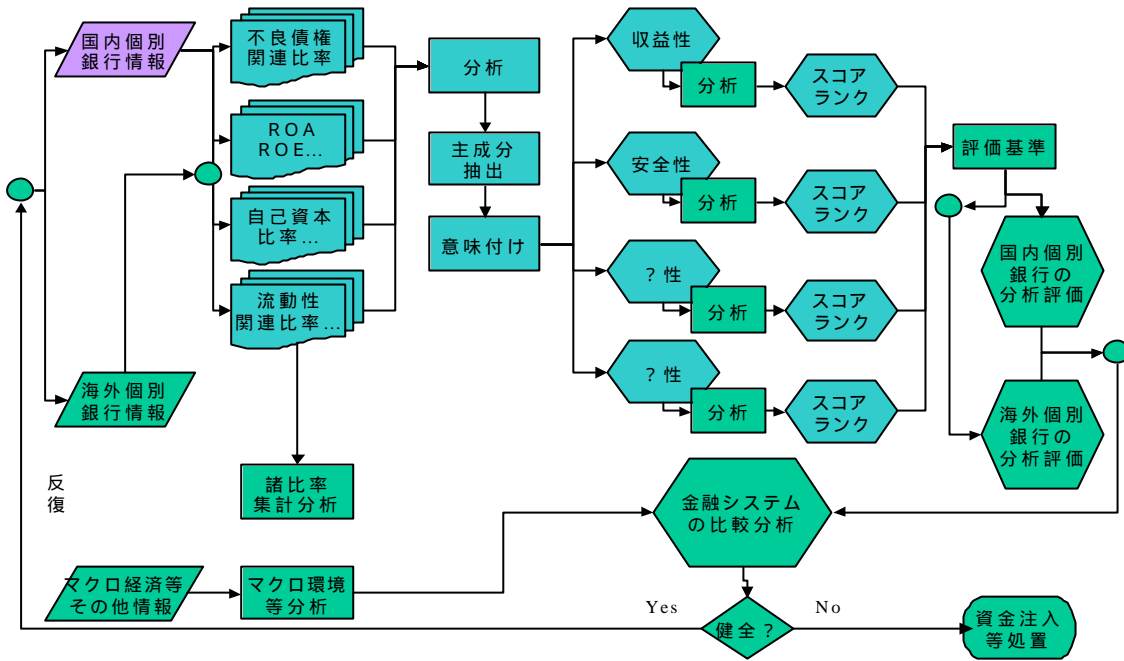 国内個別
銀行情報
不良債権
関連比率
ROA
ROE...
自己資本
比率...
流動性
関連比率...
海外個別
銀行情報
諸比率
集計分析
分析
主成分
抽出
意味付け
収益性
分析
スコア
ランク
安全性
分析
スコア
ランク
?性
分析
スコア
ランク
?性
分析
スコア
ランク
評価基準
国内個別
銀行の
分析評価
海外個別
銀行の
分析評価
反
復
金融システム
の比較分析
マクロ経済等
その他情報
マクロ環境
等分析
Yes
健全?
No
資金注入
等処置